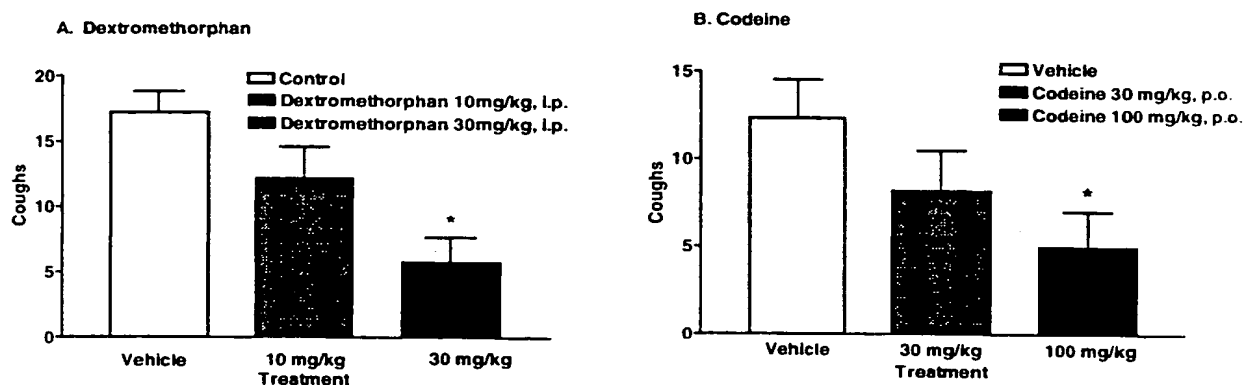 A. Dextromethorphan
Control
Dextromethorphan 10mg/kg, i.p.
Dextromethorphan 30mg/kg, i.p.
20
15
10
5
0
Coughs
*
Vehicle
10 mg/kg
30 mg/kg
Treatment
B. Codeine
Vehicle
Codeine 30 mg/kg, p.o.
Codeine 100 mg/kg, p.o.
15
10
5
0
Coughs
*
Vehicle
30 mg/kg
100 mg/kg
Treatment